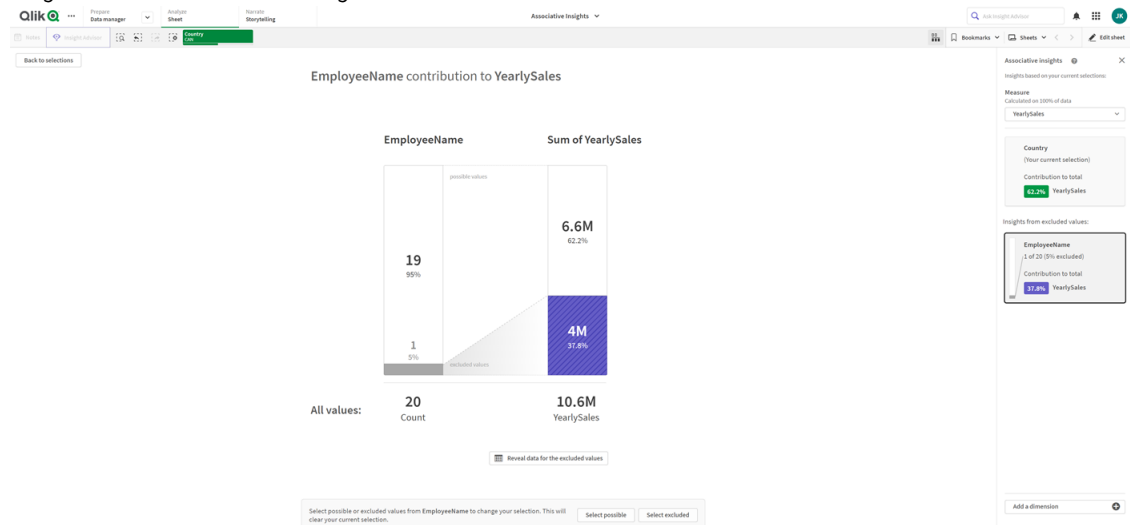 Qlik
Prepare
Data manager
Analyze
Sheet
Narrate
Storytelling
Associative Insights
Ask Insight Advisor
JK
Notes
Insight Advisor
Country
CAN
Bookmarks
Sheets
Edit sheet
Back to selections
EmployeeName contribution to YearlySales
EmployeeName
Sum of YearlySales
possible values
6.6M
62.2%
19
95%
4M
37.8%
1
5%
excluded values
All values:
20
Count
10.6M
YearlySales
Reveal data for the excluded values
Select possible or excluded values from EmployeeName to change your selection. This will
clear your current selection.
Select possible
Select excluded
Associative insights
Insights based on your current selections:
Measure
Calculated on 100% of data
YearlySales
Country
(Your current selection)
Contribution to total
62.2% YearlySales
Insights from excluded values:
EmployeeName
1 of 20 (5% excluded)
Contribution to total
37.8% YearlySales
Add a dimension